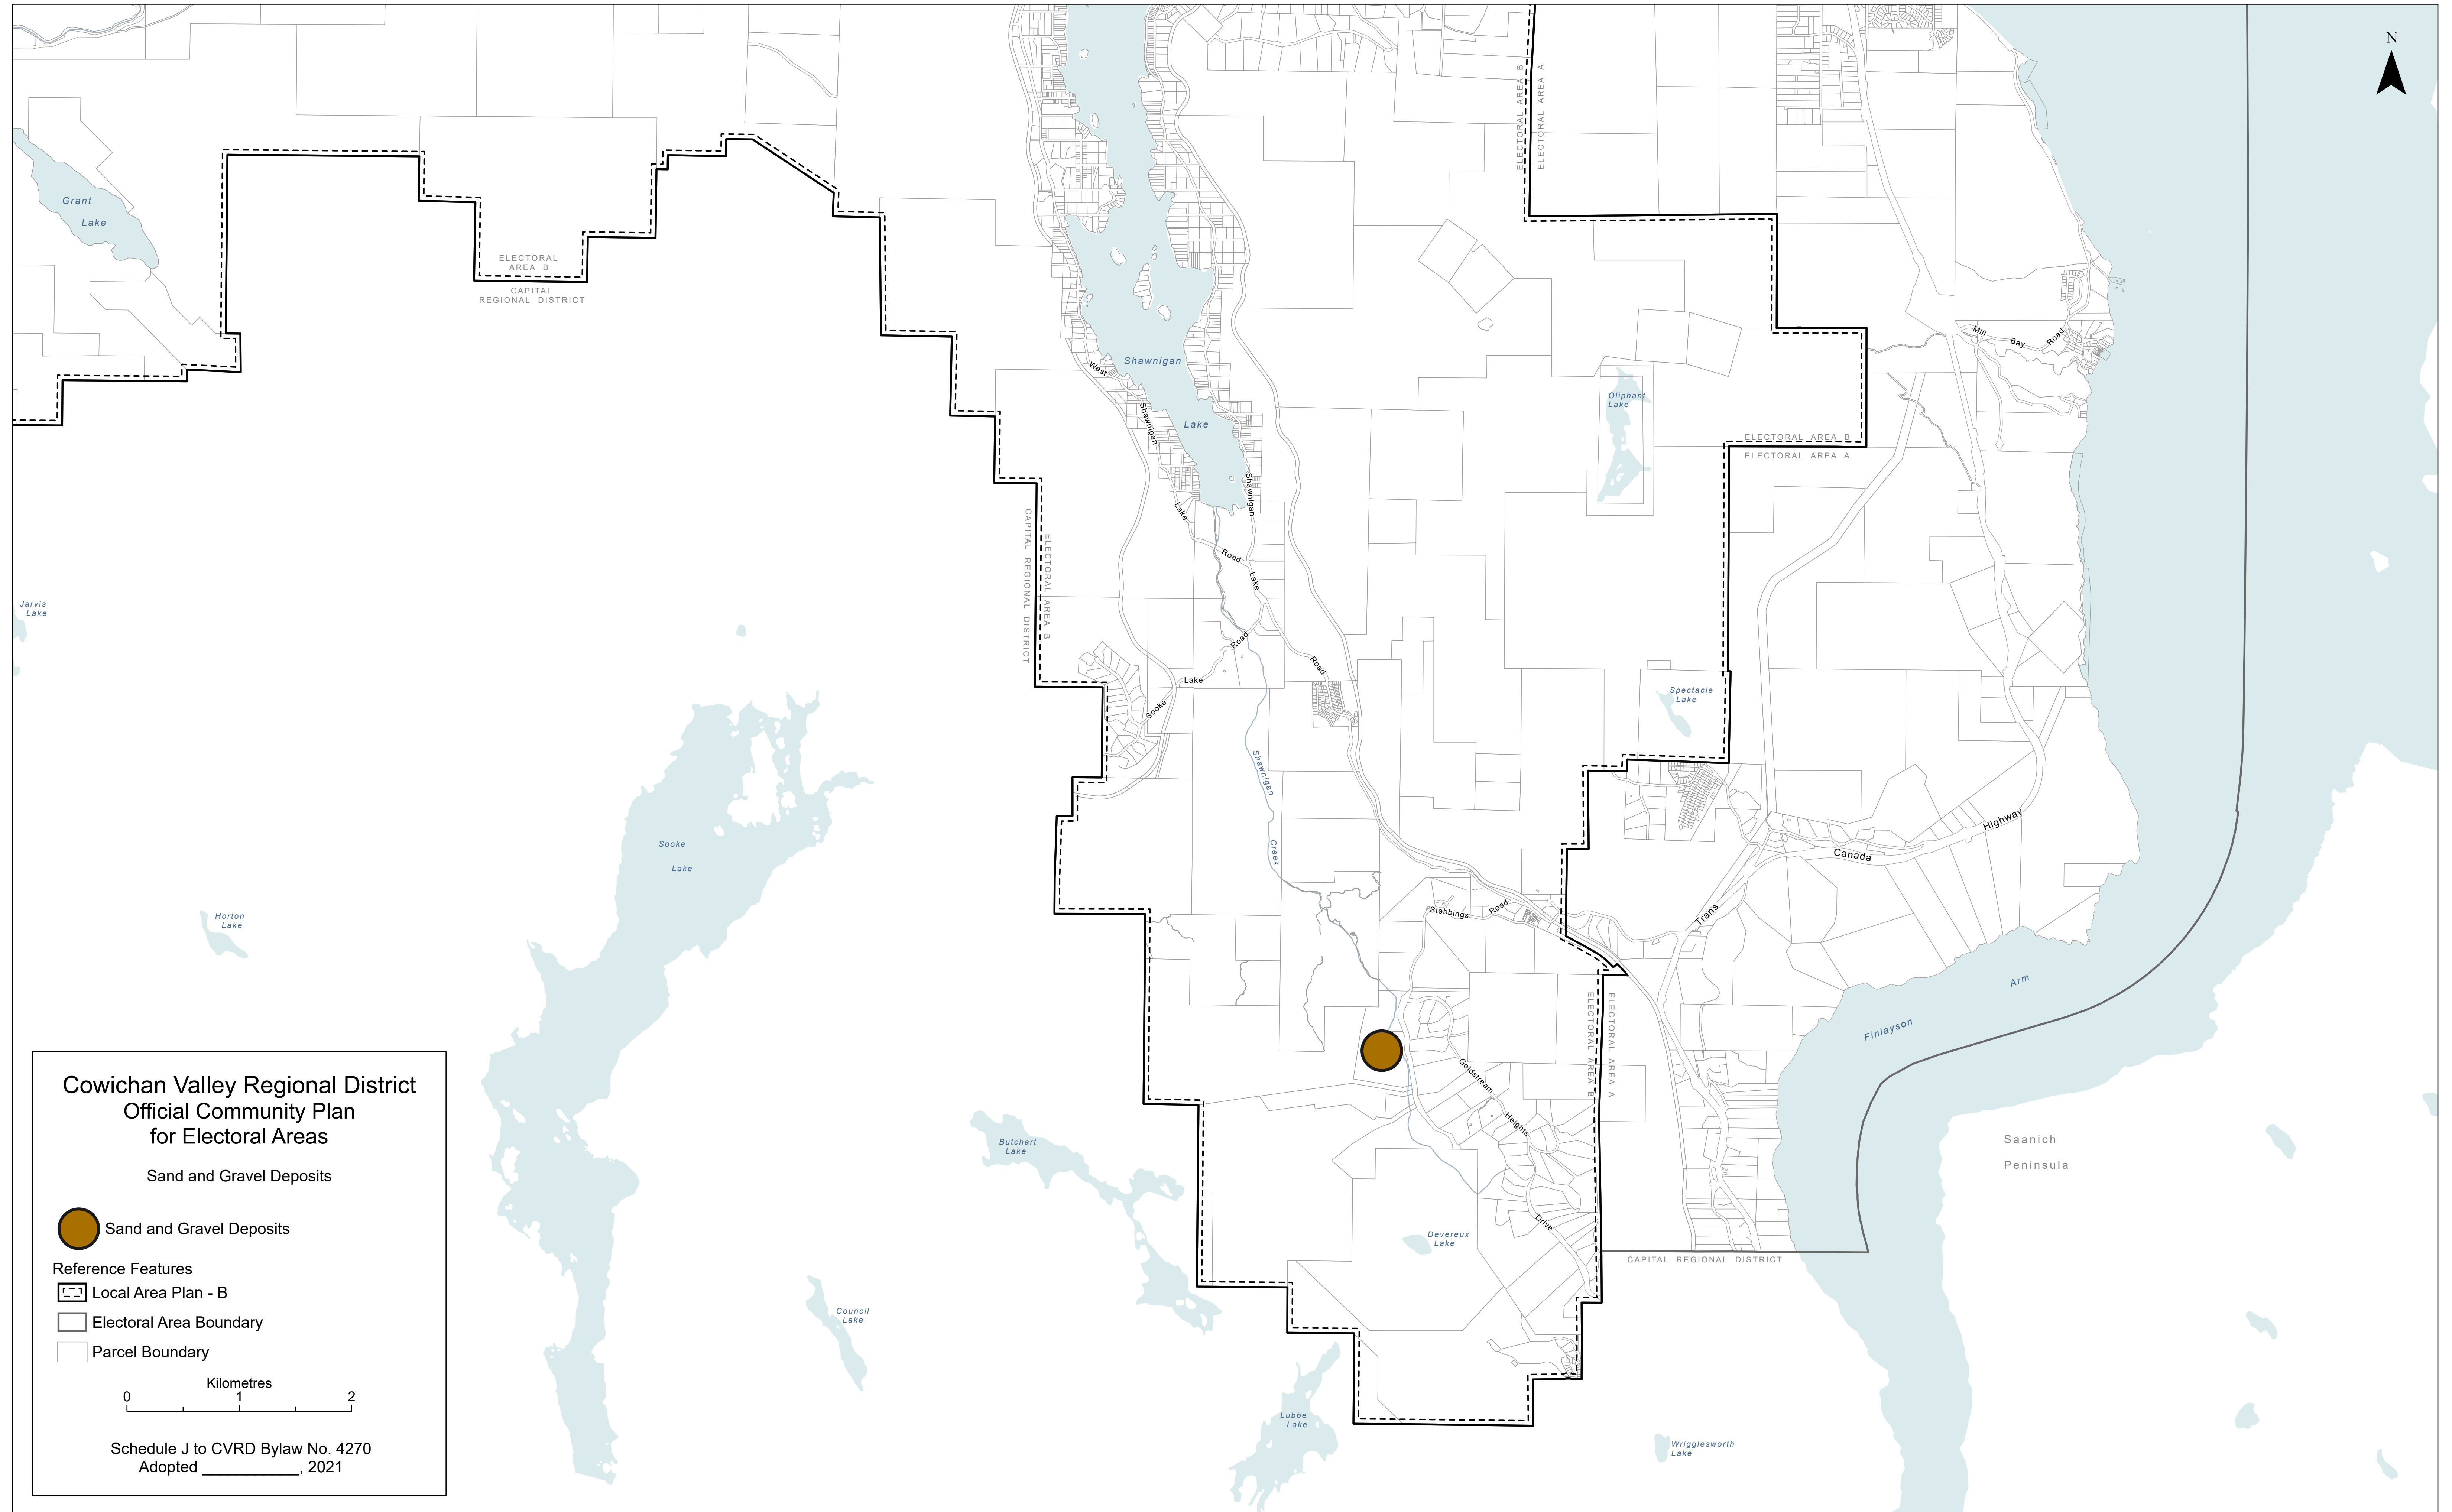 N
ELECTORAL AREA B
ELECTORAL AREA A
Grant
Lake
ELECTORAL
AREA B
CAPITAL
REGIONAL DISTRICT
Mill
Bay
Road
Shawnigan
Lake
West
Shawnigan
Lake
Road
Shawnigan
Lake
Road
Oliphant
Lake
ELECTORAL AREA B
ELECTORAL AREA A
CAPITAL REGIONAL DISTRICT
ELECTORAL AREA B
Jarvis
Lake
Sooke
Lake
Road
Spectacle
Lake
Shawnigan
Creek
Sooke
Lake
Trans
Canada
Highway
Stebbings
Road
Horton
Lake
Finlayson
Arm
ELECTORAL AREA B
ELECTORAL AREA A
Goldstream
Heights
Drive
Butchart
Lake
Saanich
Peninsula
Devereux
Lake
CAPITAL REGIONAL DISTRICT
Council
Lake
Lubbe
Lake
Wrigglesworth
Lake
Cowichan Valley Regional District
Official Community Plan
for Electoral Areas
Sand and Gravel Deposits
Sand and Gravel Deposits
Reference Features
Local Area Plan - B
Electoral Area Boundary
Parcel Boundary
Kilometres
0 1 2
Schedule J to CVRD Bylaw No. 4270
Adopted ___________, 2021